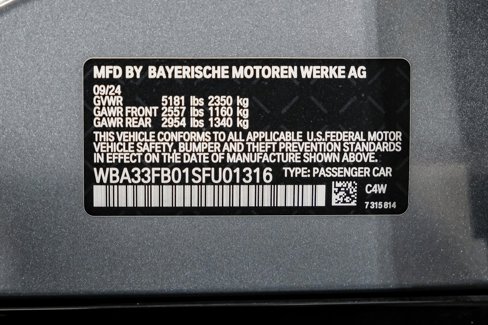 MFD BY BAYERISCHE MOTOREN WERKE AG
09/24
GVWR 5181 lbs 2350 kg
GAWR FRONT 2557 lbs 1160 kg
GAWR REAR 2954 lbs 1340 kg
THIS VEHICLE CONFORMS TO ALL APPLICABLE U.S.FEDERAL MOTOR
VEHICLE SAFETY, BUMPER AND THEFT PREVENTION STANDARDS
IN EFFECT ON THE DATE OF MANUFACTURE SHOWN ABOVE.
WBA33FB01SFU01316 TYPE: PASSENGER CAR
C4W
7 315 814